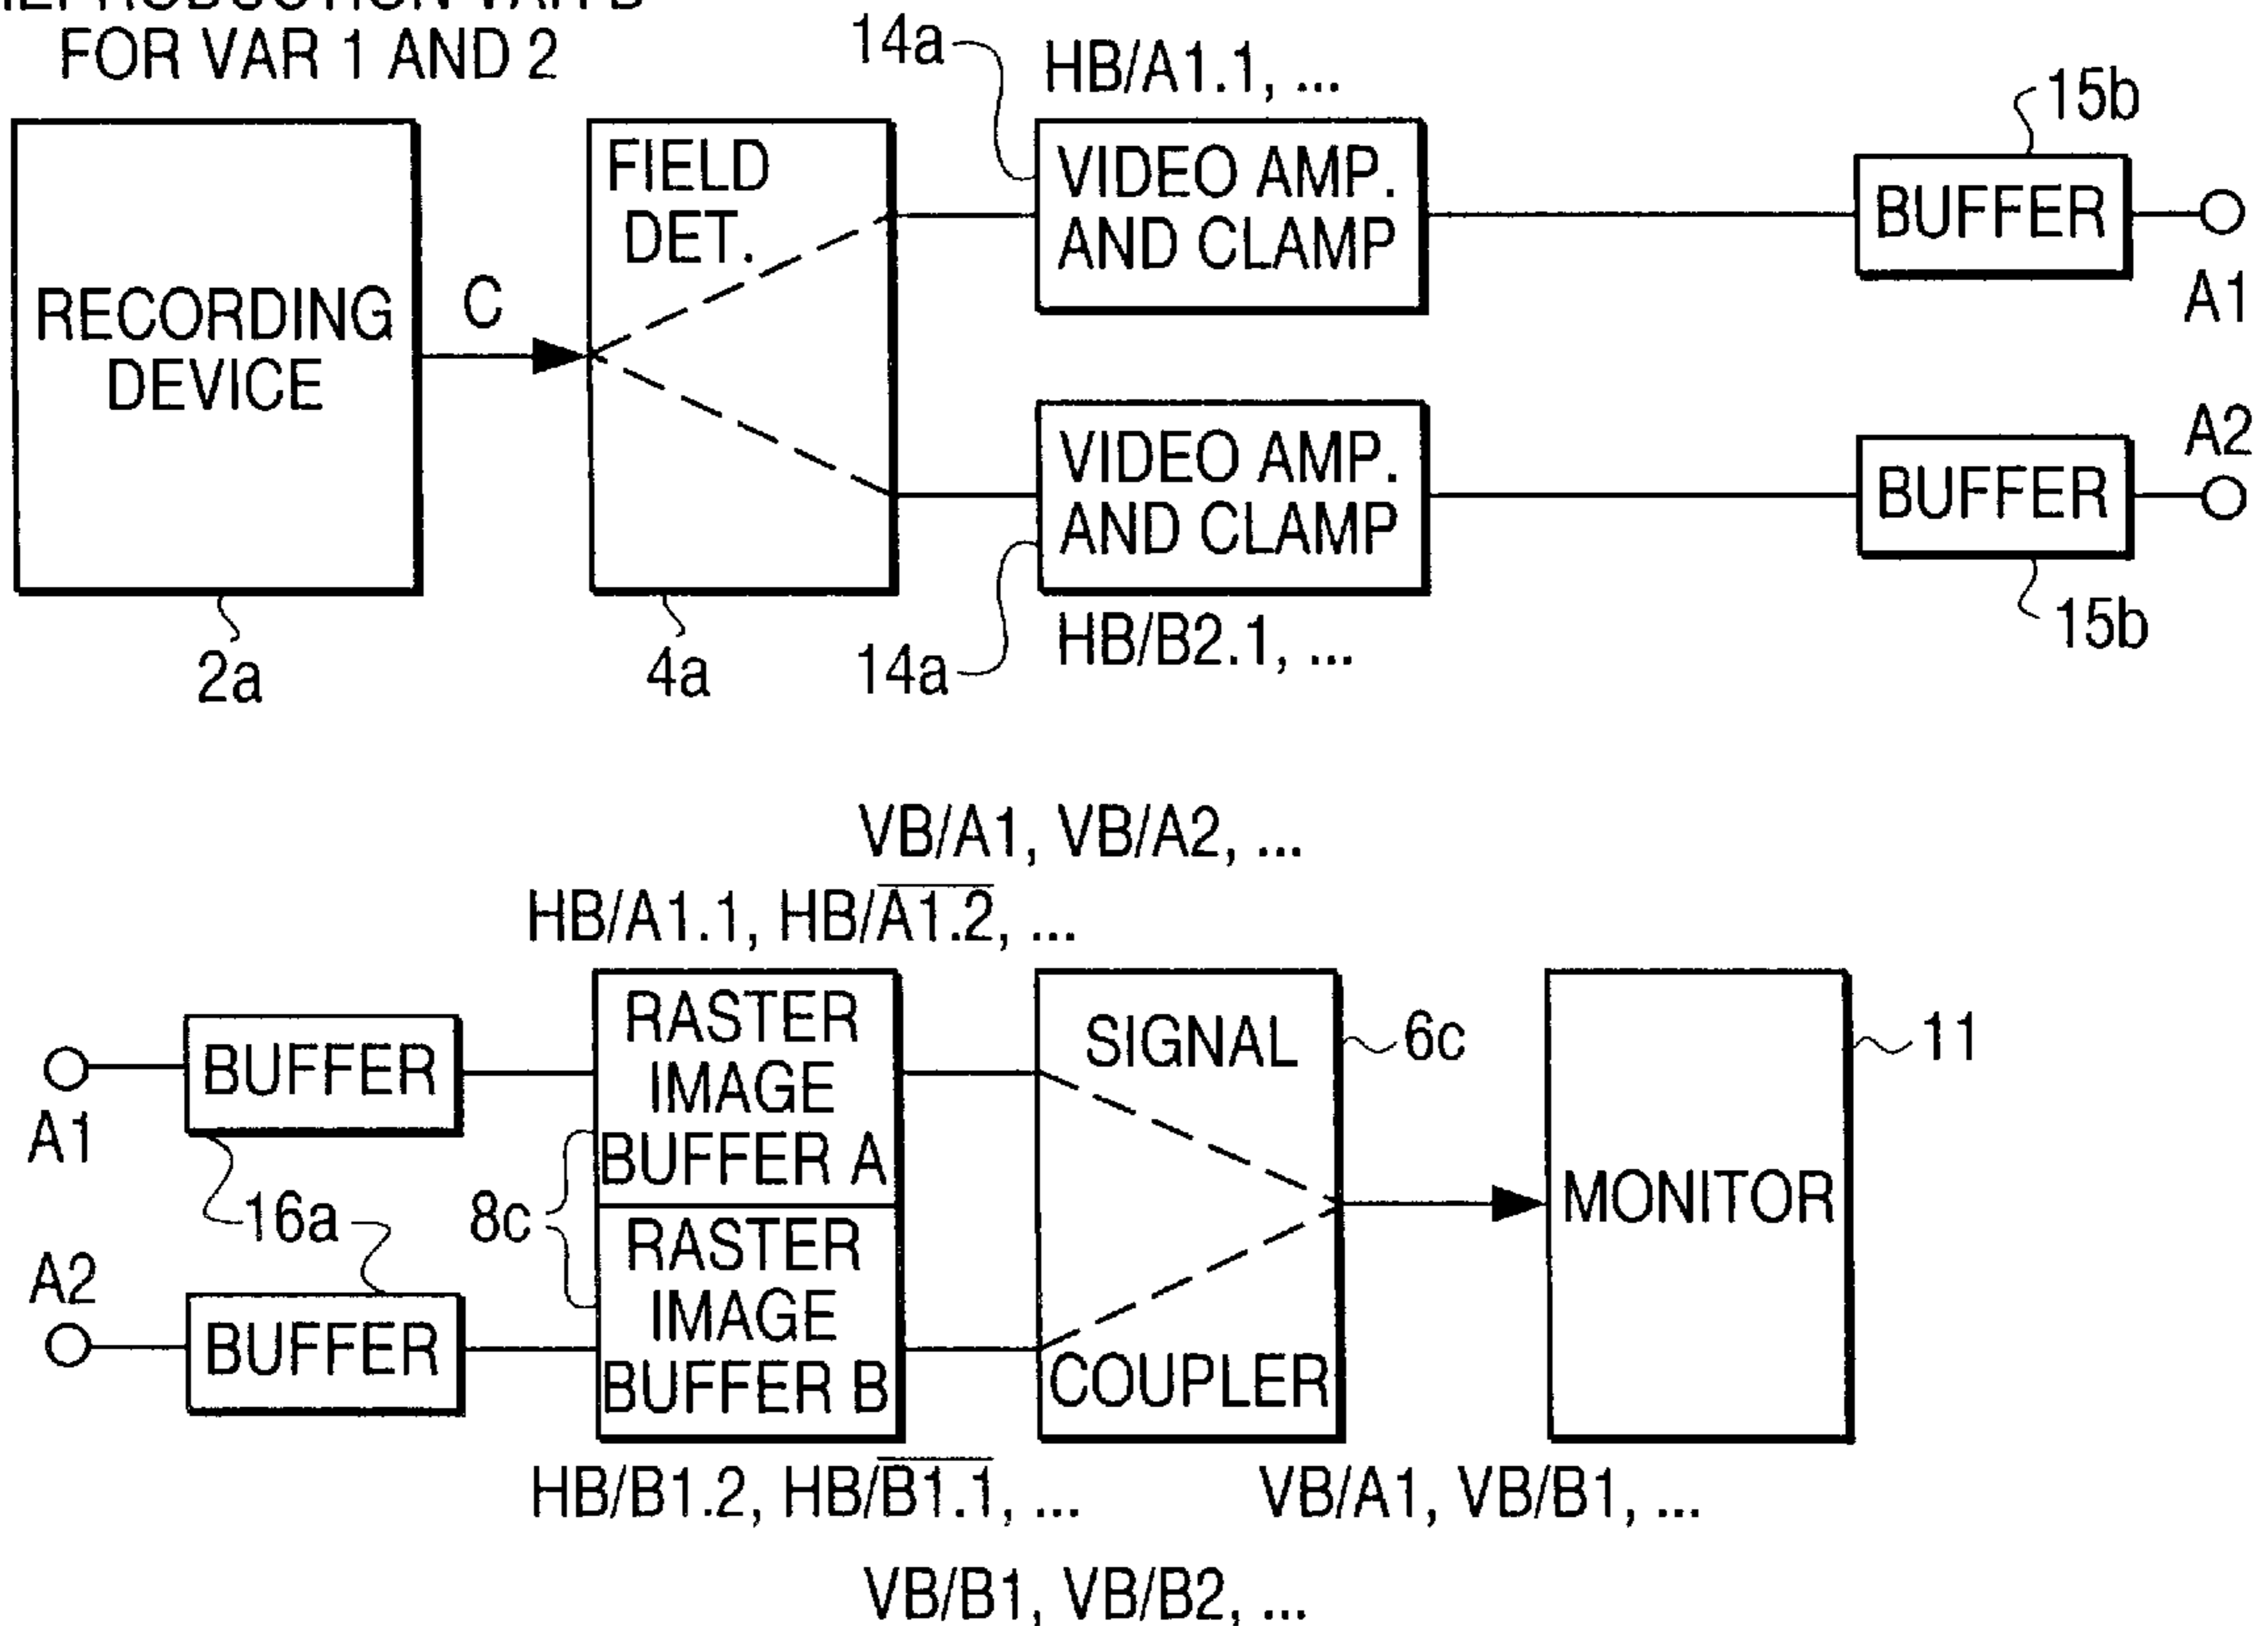 FOR VAR 1 AND 2
14a
HB/A1.1, ...
15b
RECORDING
DEVICE
C
FIELD
DET.
VIDEO AMP.
AND CLAMP
BUFFER
A1
VIDEO AMP.
AND CLAMP
BUFFER
A2
2a
4a
14a
HB/B2.1, ...
15b
VB/A1, VB/A2, ...
HB/A1.1, HB/A̅1̅.̅2̅, ...
A1
BUFFER
RASTER
IMAGE
BUFFER A
SIGNAL
6c
11
16a
8c
MONITOR
A2
BUFFER
RASTER
IMAGE
BUFFER B
COUPLER
HB/B1.2, HB/B̅1̅.̅1̅, ...
VB/A1, VB/B1, ...
VB/B1, VB/B2, ...